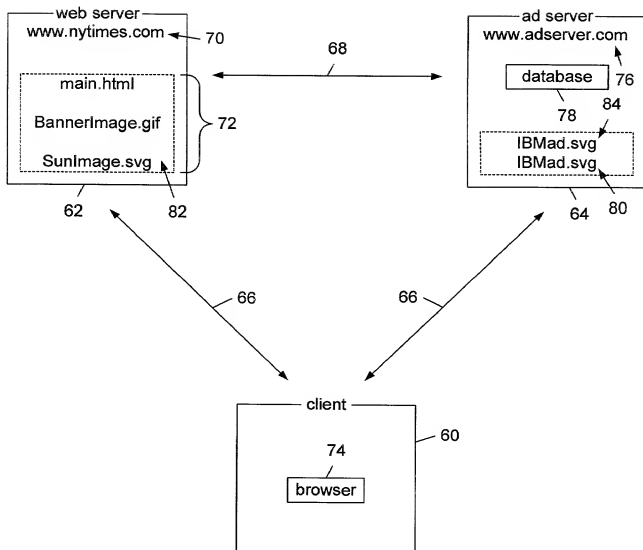 web server
www.nytimes.com
70
main.html
BannerImage.gif
SunImage.svg
72
62
82
68
ad server
www.adserver.com
database
76
78
84
IBMad.svg
IBMad.svg
64
80
66
66
client
60
74
browser